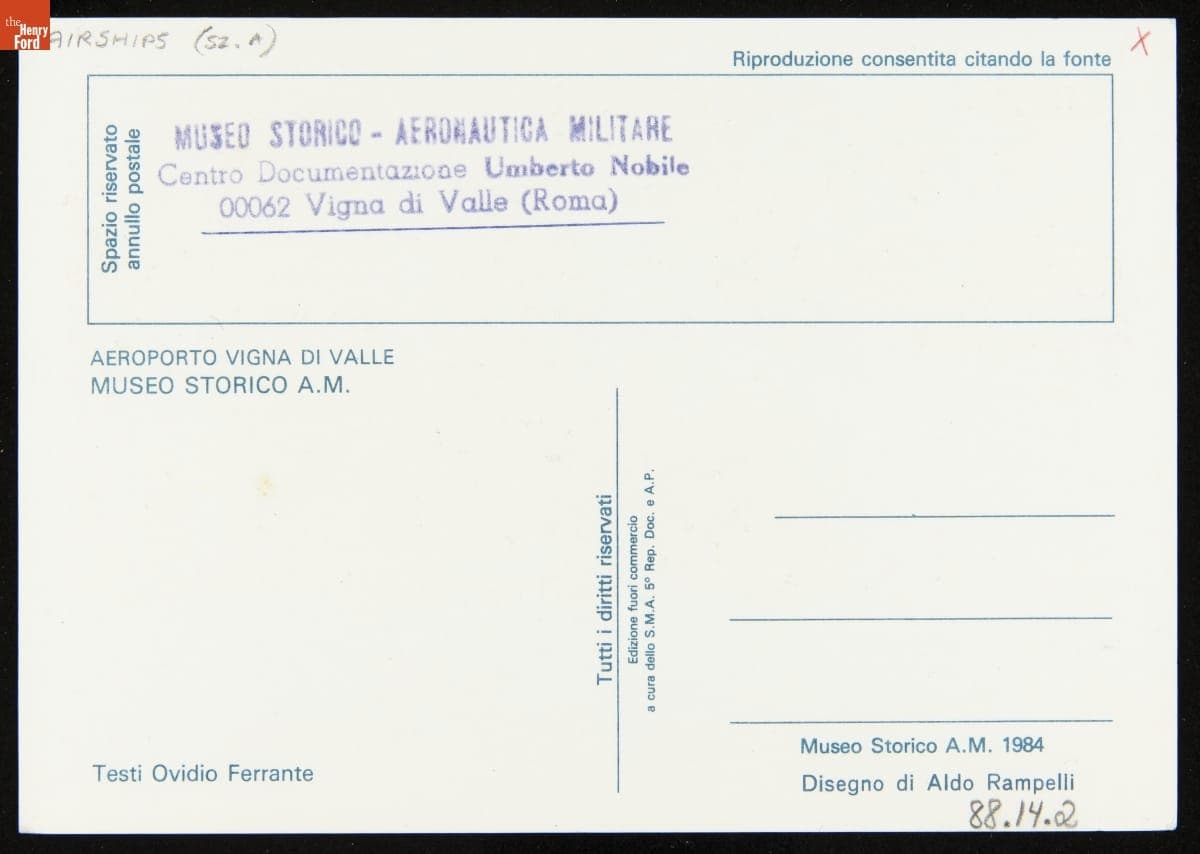 the
Henry
Ford
AIRSHIPS (SZ. A)
X
Riproduzione consentita citando la fonte
Spazio riservato
annullo postale
MUSEO STORICO - AERONAUTICA MILITARE
Centro Documentazione Umberto Nobile
00062 Vigna di Valle (Roma)
AEROPORTO VIGNA DI VALLE
MUSEO STORICO A.M.
Tutti i diritti riservati
Edizione fuori commercio
a cura dello S.M.A. 5° Rep. Doc. e A.P.
Testi Ovidio Ferrante
Museo Storico A.M. 1984
Disegno di Aldo Rampelli
88.14.2